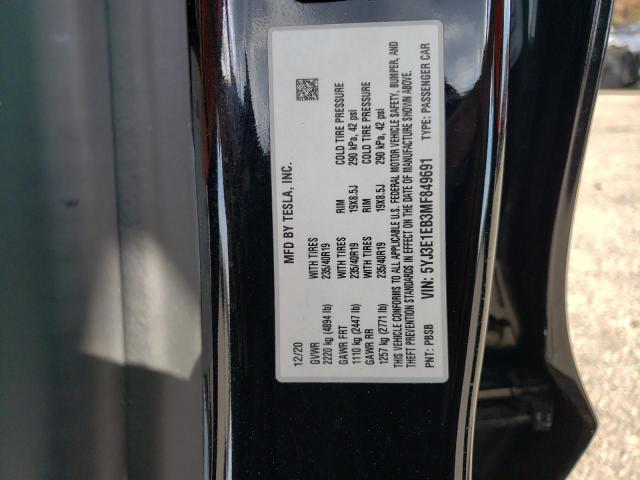 MFD BY TESLA, INC.
12/20
GVWR
2220 kg (4894 lb)
WITH TIRES
235/40R19
RIM
19X8.5J
COLD TIRE PRESSURE
290 kPa, 42 psi
GAWR FRT
1110 kg (2447 lb)
WITH TIRES
235/40R19
RIM
19X8.5J
COLD TIRE PRESSURE
290 kPa, 42 psi
GAWR RR
1257 kg (2771 lb)
WITH TIRES
235/40R19
THIS VEHICLE CONFORMS TO ALL APPLICABLE U.S. FEDERAL MOTOR VEHICLE SAFETY, BUMPER, AND
THEFT PREVENTION STANDARDS IN EFFECT ON THE DATE OF MANUFACTURE SHOWN ABOVE.
VIN: 5YJ3E1EB3MF849691
PNT: PBSB
TYPE: PASSENGER CAR